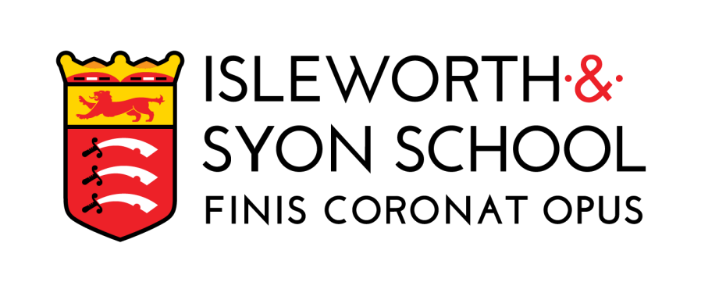 ISLEWORTH·&·
SYON SCHOOL
FINIS CORONAT OPUS